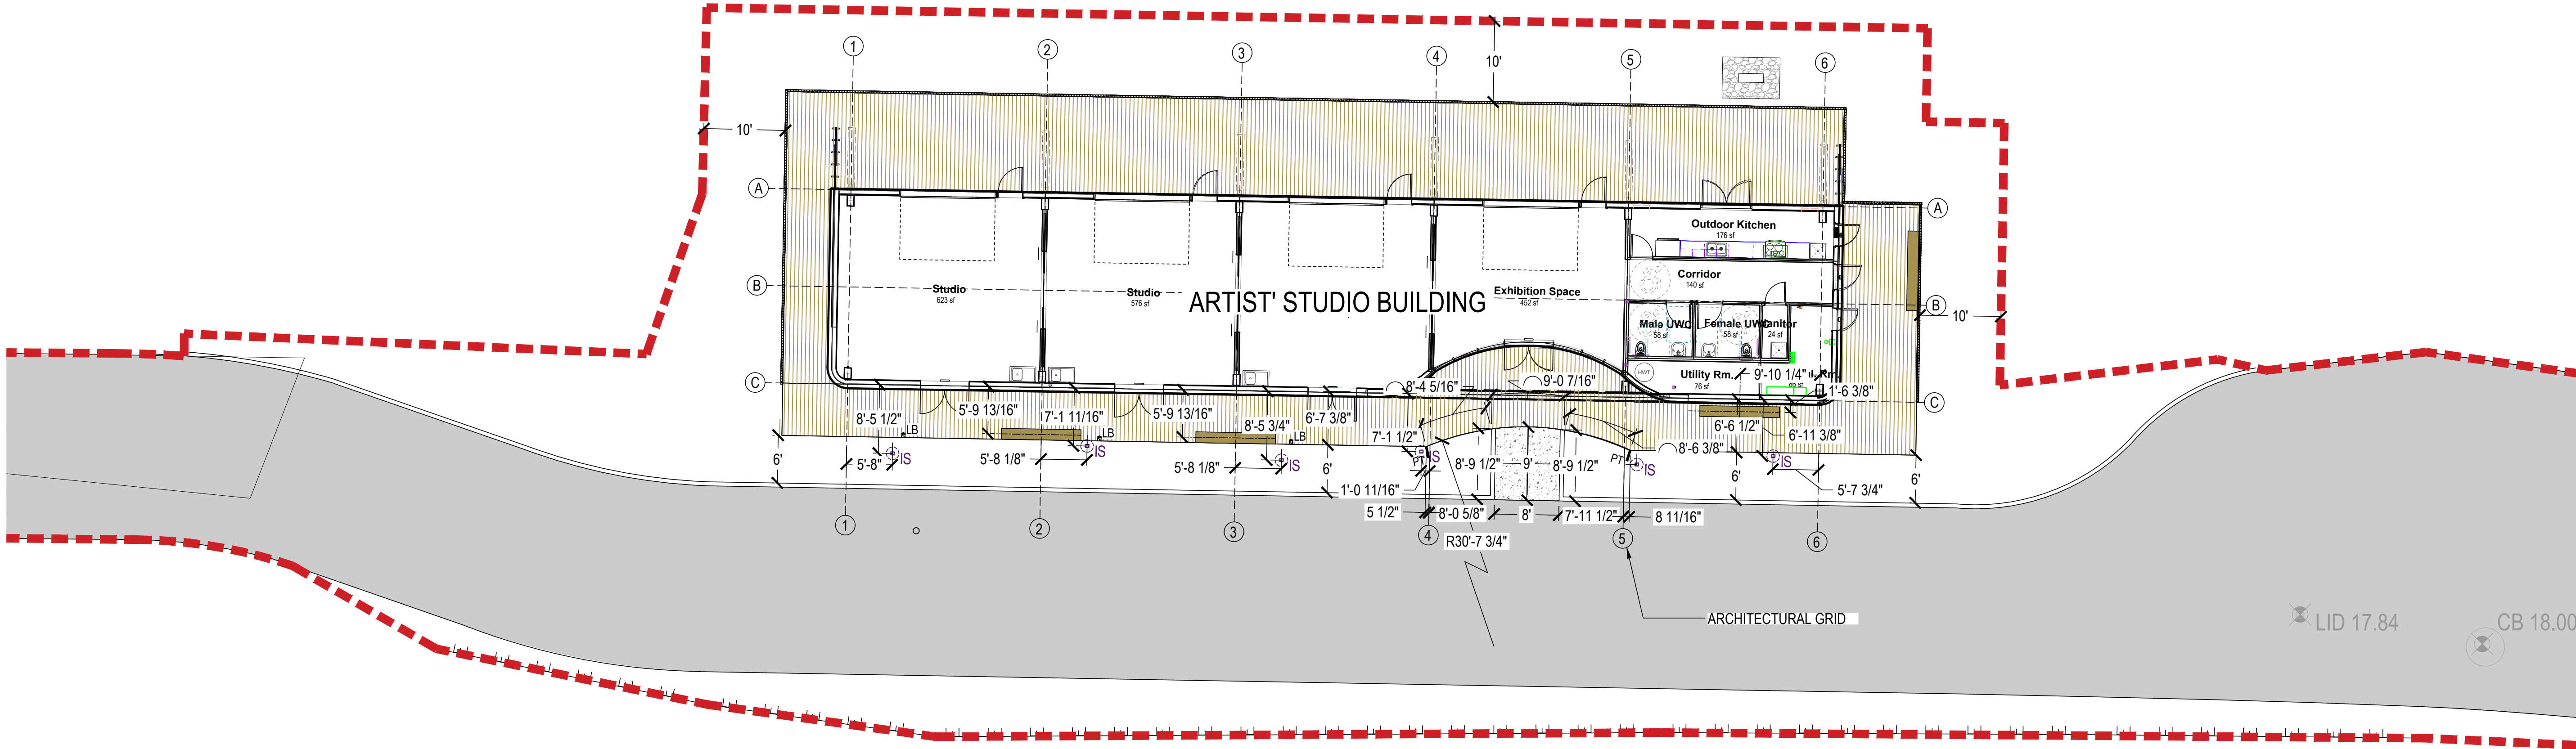 1
2
3
4
5
6
10'
10'
A
A
Outdoor Kitchen
176 sf
Corridor
140 sf
B
Studio
623 sf
Studio
576 sf
ARTIST' STUDIO BUILDING
Exhibition Space
452 sf
B
10'
Male UWC
58 sf
Female UWC
58 sf
Janitor
24 sf
HWT
Utility Rm.
76 sf
Rm.
C
C
8'-4 5/16"
9'-0 7/16"
9'-10 1/4"
1'-6 3/8"
8'-5 1/2"
5'-9 13/16"
7'-1 11/16"
5'-9 13/16"
8'-5 3/4"
6'-7 3/8"
7'-1 1/2"
6'-6 1/2"
6'-11 3/8"
LB
LB
LB
8'-6 3/8"
6'
5'-8"
IS
5'-8 1/8"
IS
5'-8 1/8"
IS
6'
PT
IS
8'-9 1/2"
9'
8'-9 1/2"
PT
IS
6'
IS
5'-7 3/4"
6'
1'-0 11/16"
5 1/2"
8'-0 5/8"
8'
7'-11 1/2"
8 11/16"
1
2
3
4
R30'-7 3/4"
5
6
ARCHITECTURAL GRID
LID 17.84
CB 18.00